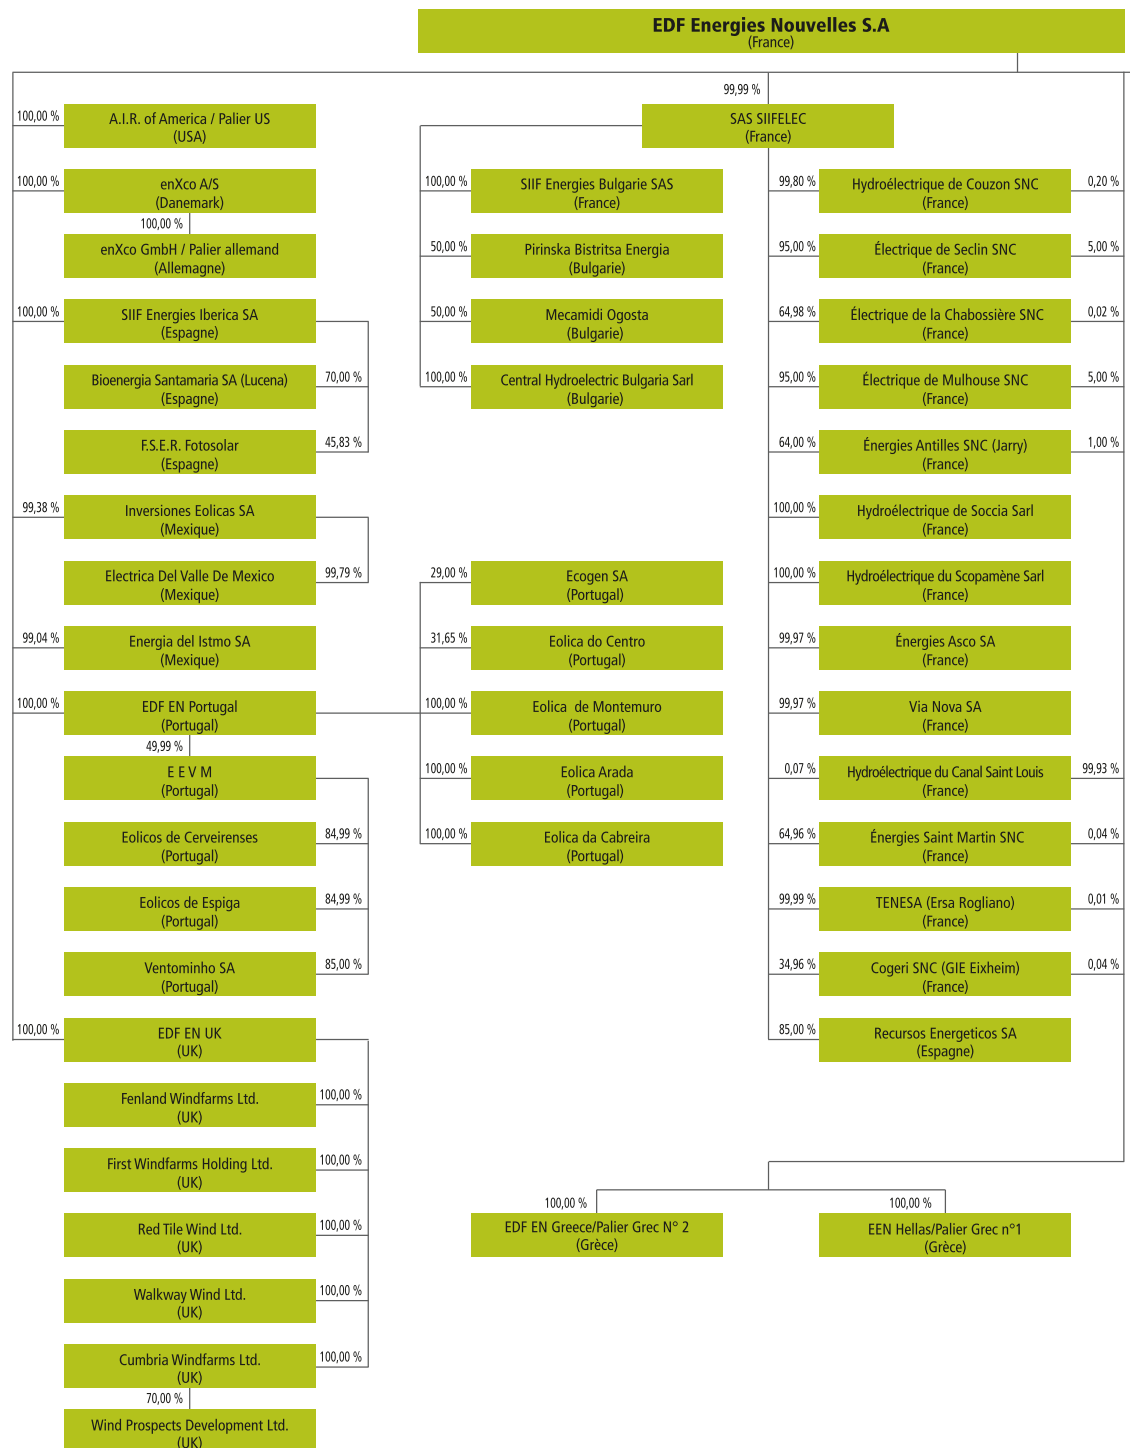 EDF Energies Nouvelles S.A
(France)
100,00 %
A.I.R. of America / Palier US
(USA)
100,00 %
enXco A/S
(Danemark)
100,00 %
enXco GmbH / Palier allemand
(Allemagne)
100,00 %
SIIF Energies Iberica SA
(Espagne)
Bioenergia Santamaria SA (Lucena)
(Espagne)
70,00 %
F.S.E.R. Fotosolar
(Espagne)
45,83 %
99,38 %
Inversiones Eolicas SA
(Mexique)
Electrica Del Valle De Mexico
(Mexique)
99,79 %
99,04 %
Energia del Istmo SA
(Mexique)
100,00 %
EDF EN Portugal
(Portugal)
49,99 %
E E V M
(Portugal)
Eolicos de Cerveirenses
(Portugal)
84,99 %
Eolicos de Espiga
(Portugal)
84,99 %
Ventominho SA
(Portugal)
85,00 %
100,00 %
EDF EN UK
(UK)
Fenland Windfarms Ltd.
(UK)
100,00 %
First Windfarms Holding Ltd.
(UK)
100,00 %
Red Tile Wind Ltd.
(UK)
100,00 %
Walkway Wind Ltd.
(UK)
100,00 %
Cumbria Windfarms Ltd.
(UK)
100,00 %
70,00 %
Wind Prospects Development Ltd.
(UK)
99,99 %
SAS SIIFELEC
(France)
100,00 %
SIIF Energies Bulgarie SAS
(France)
50,00 %
Pirinska Bistritsa Energia
(Bulgarie)
50,00 %
Mecamidi Ogosta
(Bulgarie)
100,00 %
Central Hydroelectric Bulgaria Sarl
(Bulgarie)
29,00 %
Ecogen SA
(Portugal)
31,65 %
Eolica do Centro
(Portugal)
100,00 %
Eolica de Montemuro
(Portugal)
100,00 %
Eolica Arada
(Portugal)
100,00 %
Eolica da Cabreira
(Portugal)
99,80 %
Hydroélectrique de Couzon SNC
(France)
0,20 %
95,00 %
Électrique de Seclin SNC
(France)
5,00 %
64,98 %
Électrique de la Chabossière SNC
(France)
0,02 %
95,00 %
Électrique de Mulhouse SNC
(France)
5,00 %
64,00 %
Énergies Antilles SNC (Jarry)
(France)
1,00 %
100,00 %
Hydroélectrique de Soccia Sarl
(France)
100,00 %
Hydroélectrique du Scopamène Sarl
(France)
99,97 %
Énergies Asco SA
(France)
99,97 %
Via Nova SA
(France)
0,07 %
Hydroélectrique du Canal Saint Louis
(France)
99,93 %
64,96 %
Énergies Saint Martin SNC
(France)
0,04 %
99,99 %
TENESA (Ersa Rogliano)
(France)
0,01 %
34,96 %
Cogeri SNC (GIE Eixheim)
(France)
0,04 %
85,00 %
Recursos Energeticos SA
(Espagne)
100,00 %
EDF EN Greece/Palier Grec N° 2
(Grèce)
100,00 %
EEN Hellas/Palier Grec n°1
(Grèce)